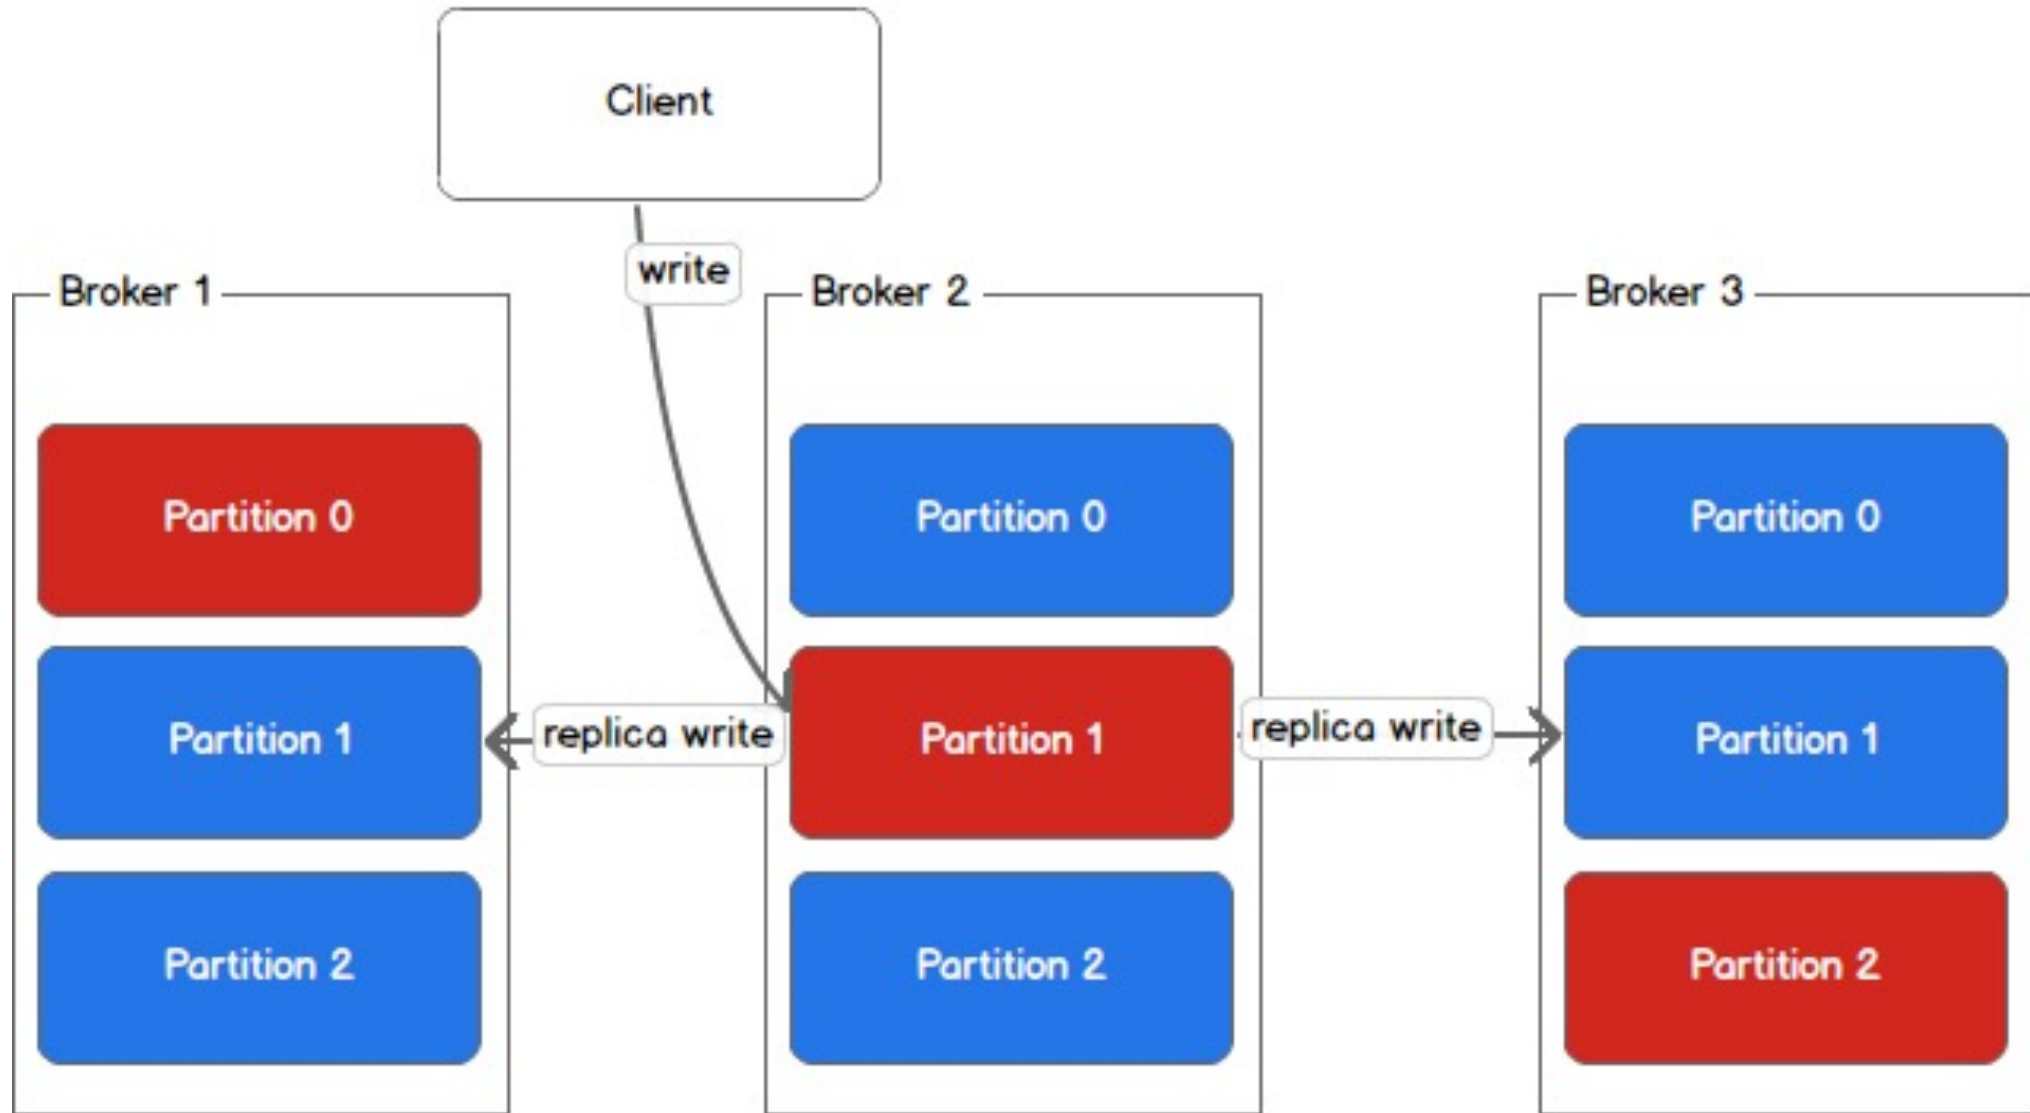 Client
write
Broker 1
Broker 2
Broker 3
Partition 0
Partition 0
Partition 0
Partition 1
replica write
Partition 1
replica write
Partition 1
Partition 2
Partition 2
Partition 2